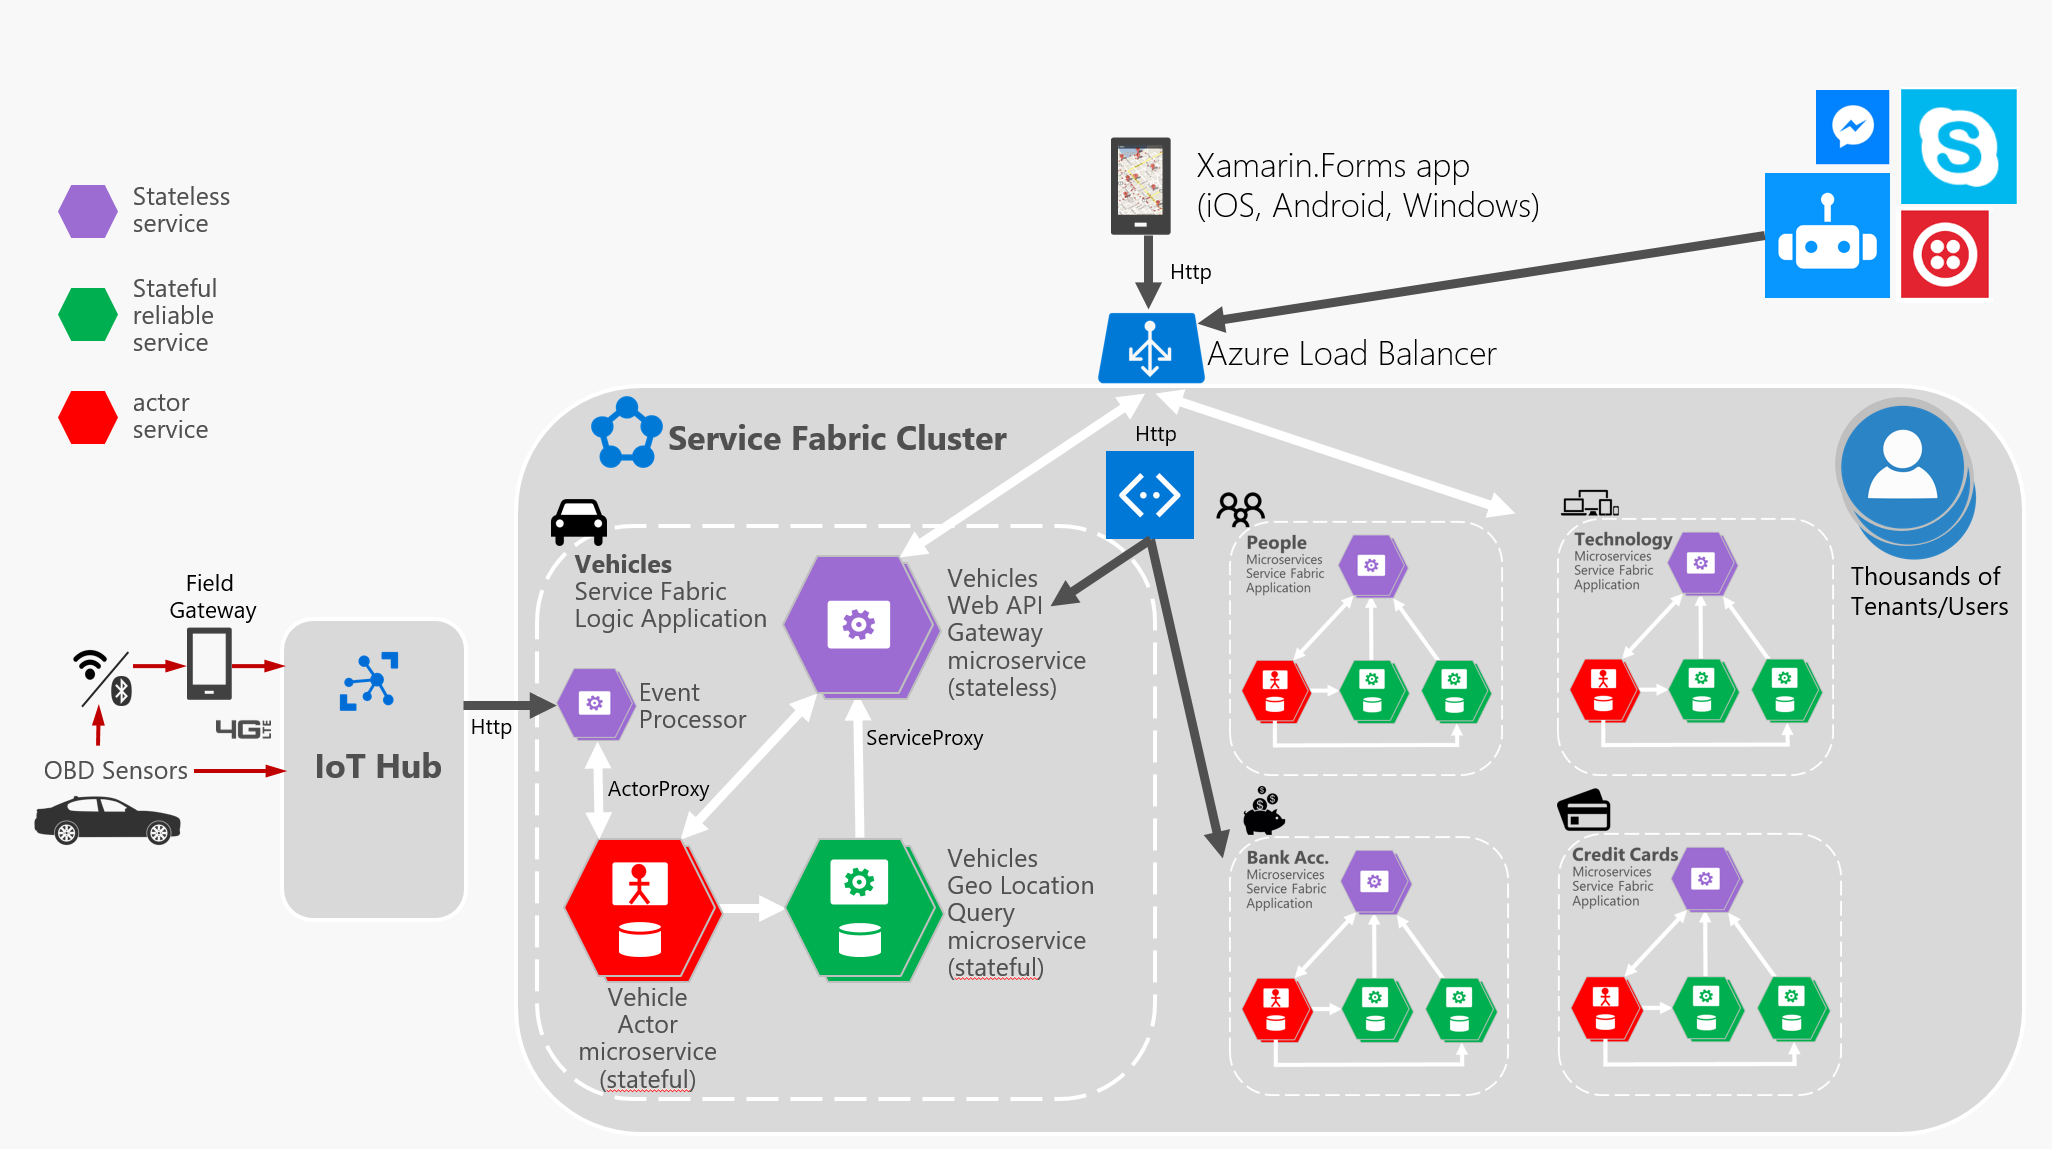 Stateless
service
Stateful
reliable
service
actor
service
Xamarin.Forms app
(iOS, Android, Windows)
Http
Azure Load Balancer
Service Fabric Cluster
Http
Thousands of
Tenants/Users
Field
Gateway
4G LTE
OBD Sensors
IoT Hub
Http
Vehicles
Service Fabric
Logic Application
Event
Processor
ActorProxy
ServiceProxy
Vehicles
Web API
Gateway
microservice
(stateless)
Vehicle
Actor
microservice
(stateful)
Vehicles
Geo Location
Query
microservice
(stateful)
People
Microservices
Service Fabric
Application
Technology
Microservices
Service Fabric
Application
Bank Acc.
Microservices
Service Fabric
Application
Credit Cards
Microservices
Service Fabric
Application